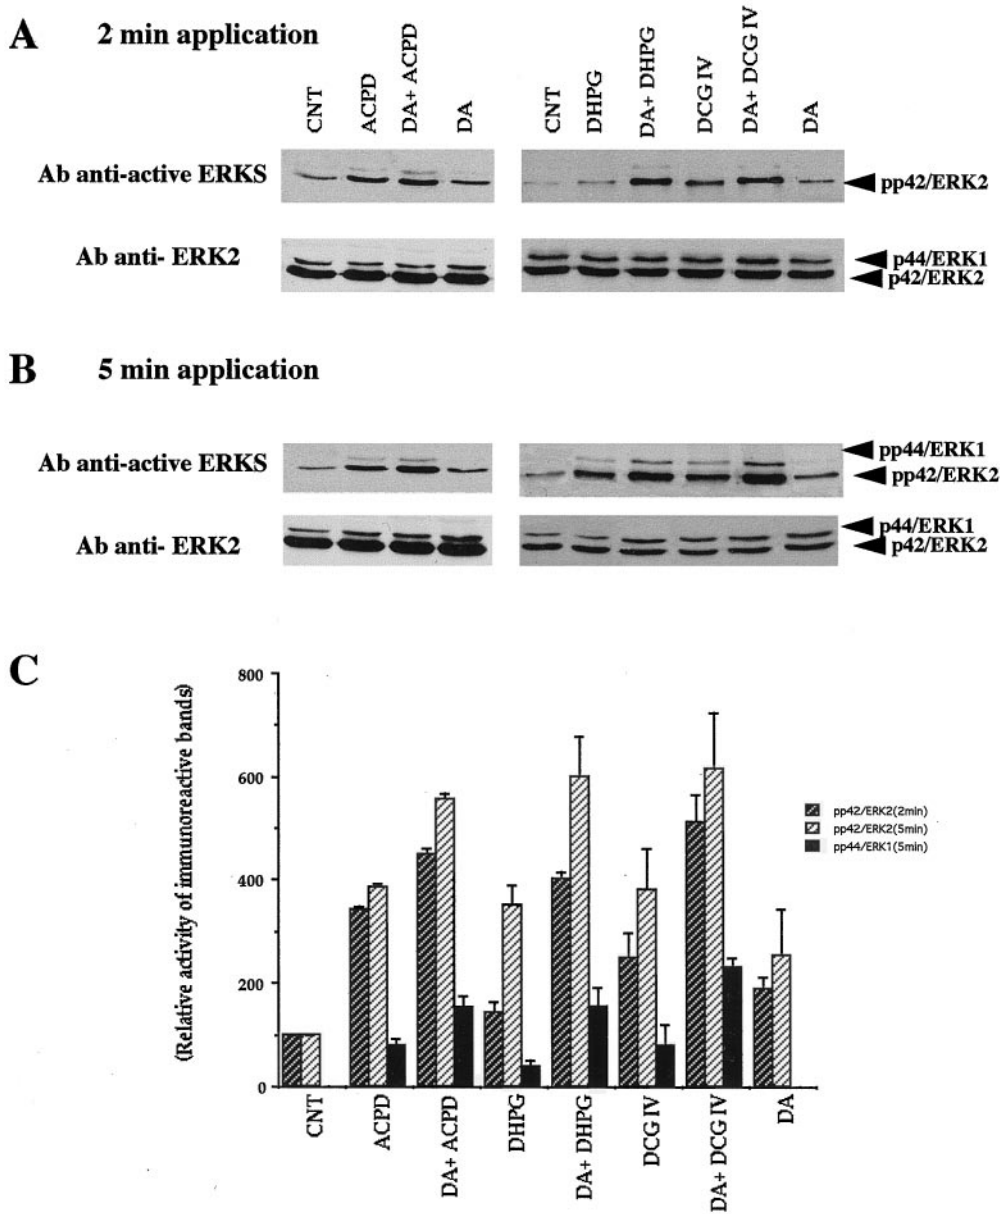 A 2 min application
CNT
ACPD
DA+ ACPD
DA
CNT
DHPG
DA+ DHPG
DCG IV
DA+ DCG IV
DA
Ab anti-active ERKS
pp42/ERK2
Ab anti- ERK2
p44/ERK1
p42/ERK2
B 5 min application
Ab anti-active ERKS
pp44/ERK1
pp42/ERK2
Ab anti- ERK2
p44/ERK1
p42/ERK2
C
(Relative activity of immunoreactive bands)
800
600
400
200
0
pp42/ERK2(2min)
pp42/ERK2(5min)
pp44/ERK1(5min)
CNT
ACPD
DA+ ACPD
DHPG
DA+ DHPG
DCG IV
DA+ DCG IV
DA